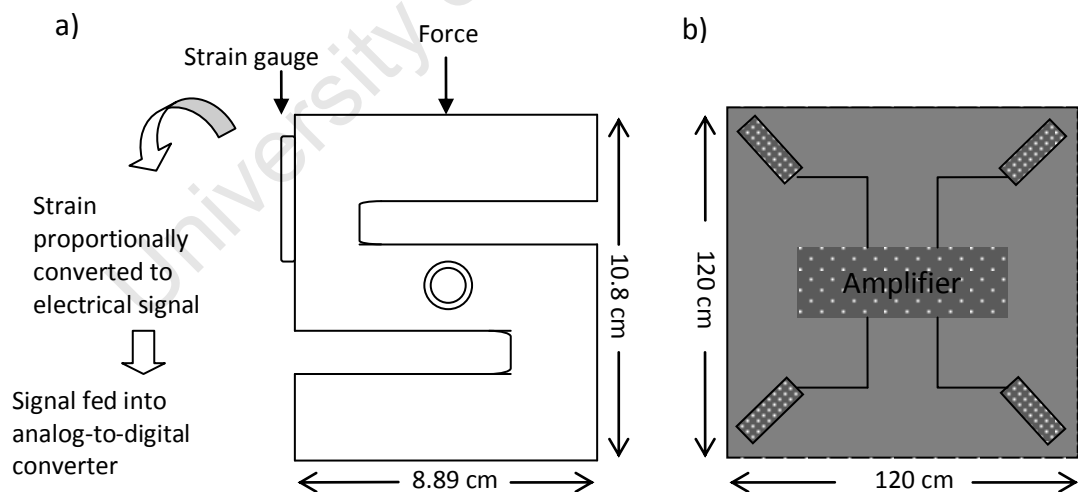 a)
Strain gauge
Force
Strain
proportionally
converted to
electrical signal
Signal fed into
analog-to-digital
converter
10.8 cm
8.89 cm
b)
120 cm
Amplifier
120 cm
University